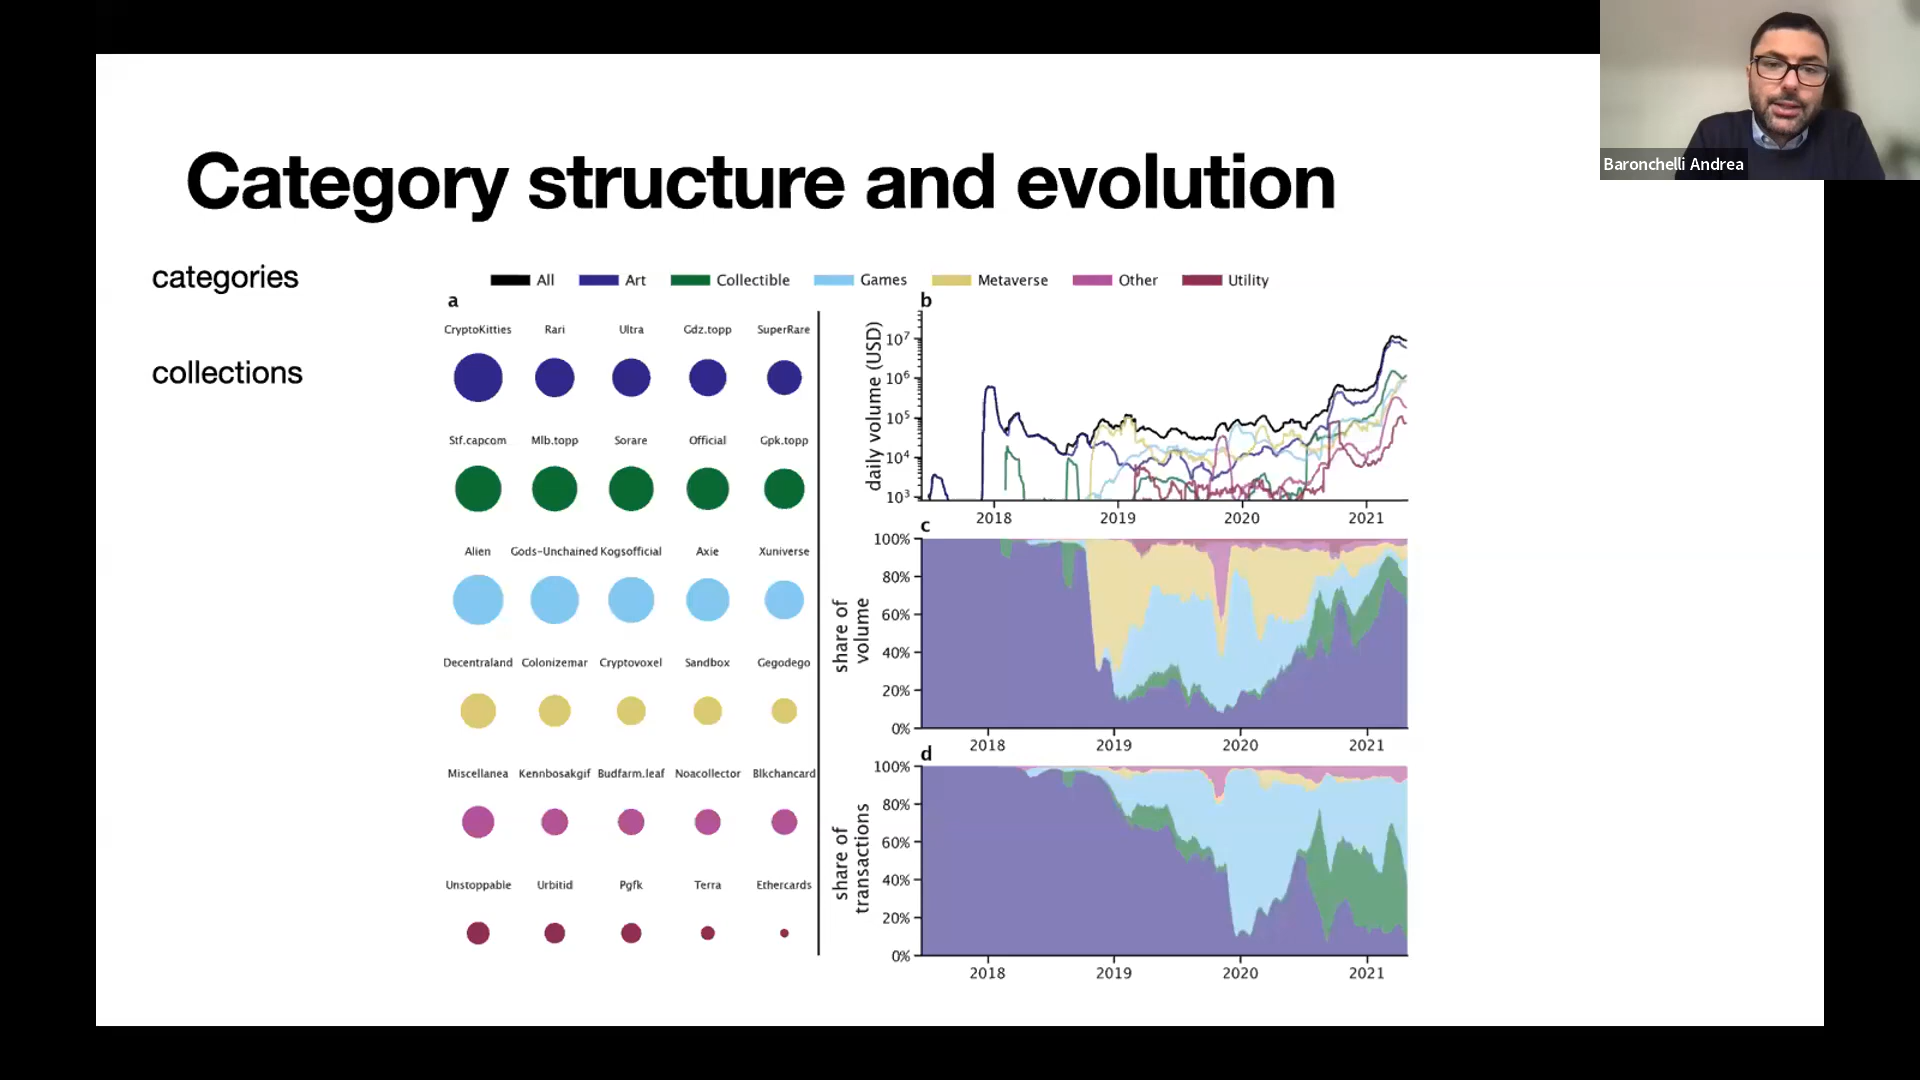 Baronchelli Andrea
Category structure and evolution
categories
collections
All Art Collectible Games Metaverse Other Utility
a
CryptoKitties Rari Ultra Gdz.topp SuperRare
Stf.capcom Mlb.topp Sorare Official Gpk.topp
Alien Gods-Unchained Kogsofficial Axie Xuniverse
Decentraland Colonizemar Cryptovoxel Sandbox Gegodego
Miscellanea Kennbosakgif Budfarm.leaf Noacollector Blkchancard
Unstoppable Urbitid Pgfk Terra Ethercards
b
daily volume (USD)
10⁷
10⁶
10⁵
10⁴
10³
2018 2019 2020 2021
c
share of
volume
100%
80%
60%
40%
20%
0%
2018 2019 2020 2021
d
share of
transactions
100%
80%
60%
40%
20%
0%
2018 2019 2020 2021